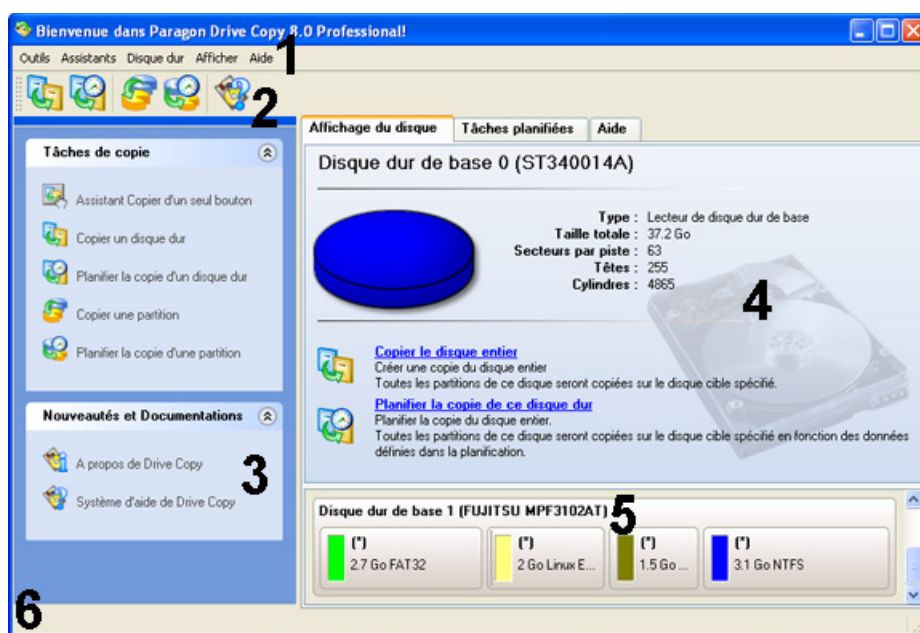 Bienvenue dans Paragon Drive Copy 8.0 Professional!
Outils Assistants Disque dur Afficher Aide
1
2
Tâches de copie
Assistant Copier d'un seul bouton
Copier un disque dur
Planifier la copie d'un disque dur
Copier une partition
Planifier la copie d'une partition
Nouveautés et Documentations
A propos de Drive Copy
3
Système d'aide de Drive Copy
6
Affichage du disque Tâches planifiées Aide
Disque dur de base 0 (ST340014A)
Type : Lecteur de disque dur de base
Taille totale : 37.2 Go
Secteurs par piste : 63
Têtes : 255
Cylindres : 4865
4
Copier le disque entier
Créer une copie du disque entier
Toutes les partitions de ce disque seront copiées sur le disque cible spécifié.
Planifier la copie de ce disque dur
Planifier la copie du disque entier.
Toutes les partitions de ce disque seront copiées sur le disque cible spécifié en fonction des données
définies dans la planification.
Disque dur de base 1 (FUJITSU MPF3102AT)
5
(*) (*) (*) (*)
2.7 Go FAT32 2 Go Linux E... 1.5 Go ... 3.1 Go NTFS